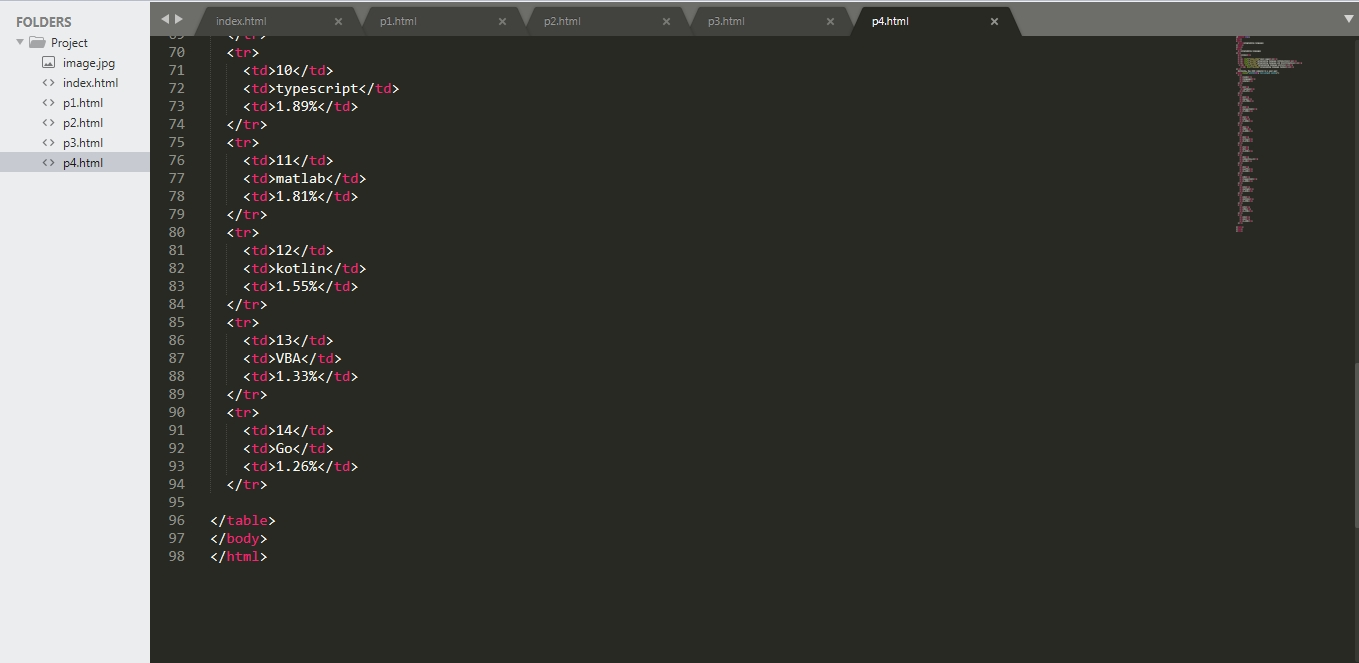 FOLDERS
Project
image.jpg
index.html
p1.html
p2.html
p3.html
p4.html
index.html
p1.html
p2.html
p3.html
p4.html
69 </tr>
70 <tr>
71 <td>10</td>
72 <td>typescript</td>
73 <td>1.89%</td>
74 </tr>
75 <tr>
76 <td>11</td>
77 <td>matlab</td>
78 <td>1.81%</td>
79 </tr>
80 <tr>
81 <td>12</td>
82 <td>kotlin</td>
83 <td>1.55%</td>
84 </tr>
85 <tr>
86 <td>13</td>
87 <td>VBA</td>
88 <td>1.33%</td>
89 </tr>
90 <tr>
91 <td>14</td>
92 <td>Go</td>
93 <td>1.26%</td>
94 </tr>
95
96 </table>
97 </body>
98 </html>